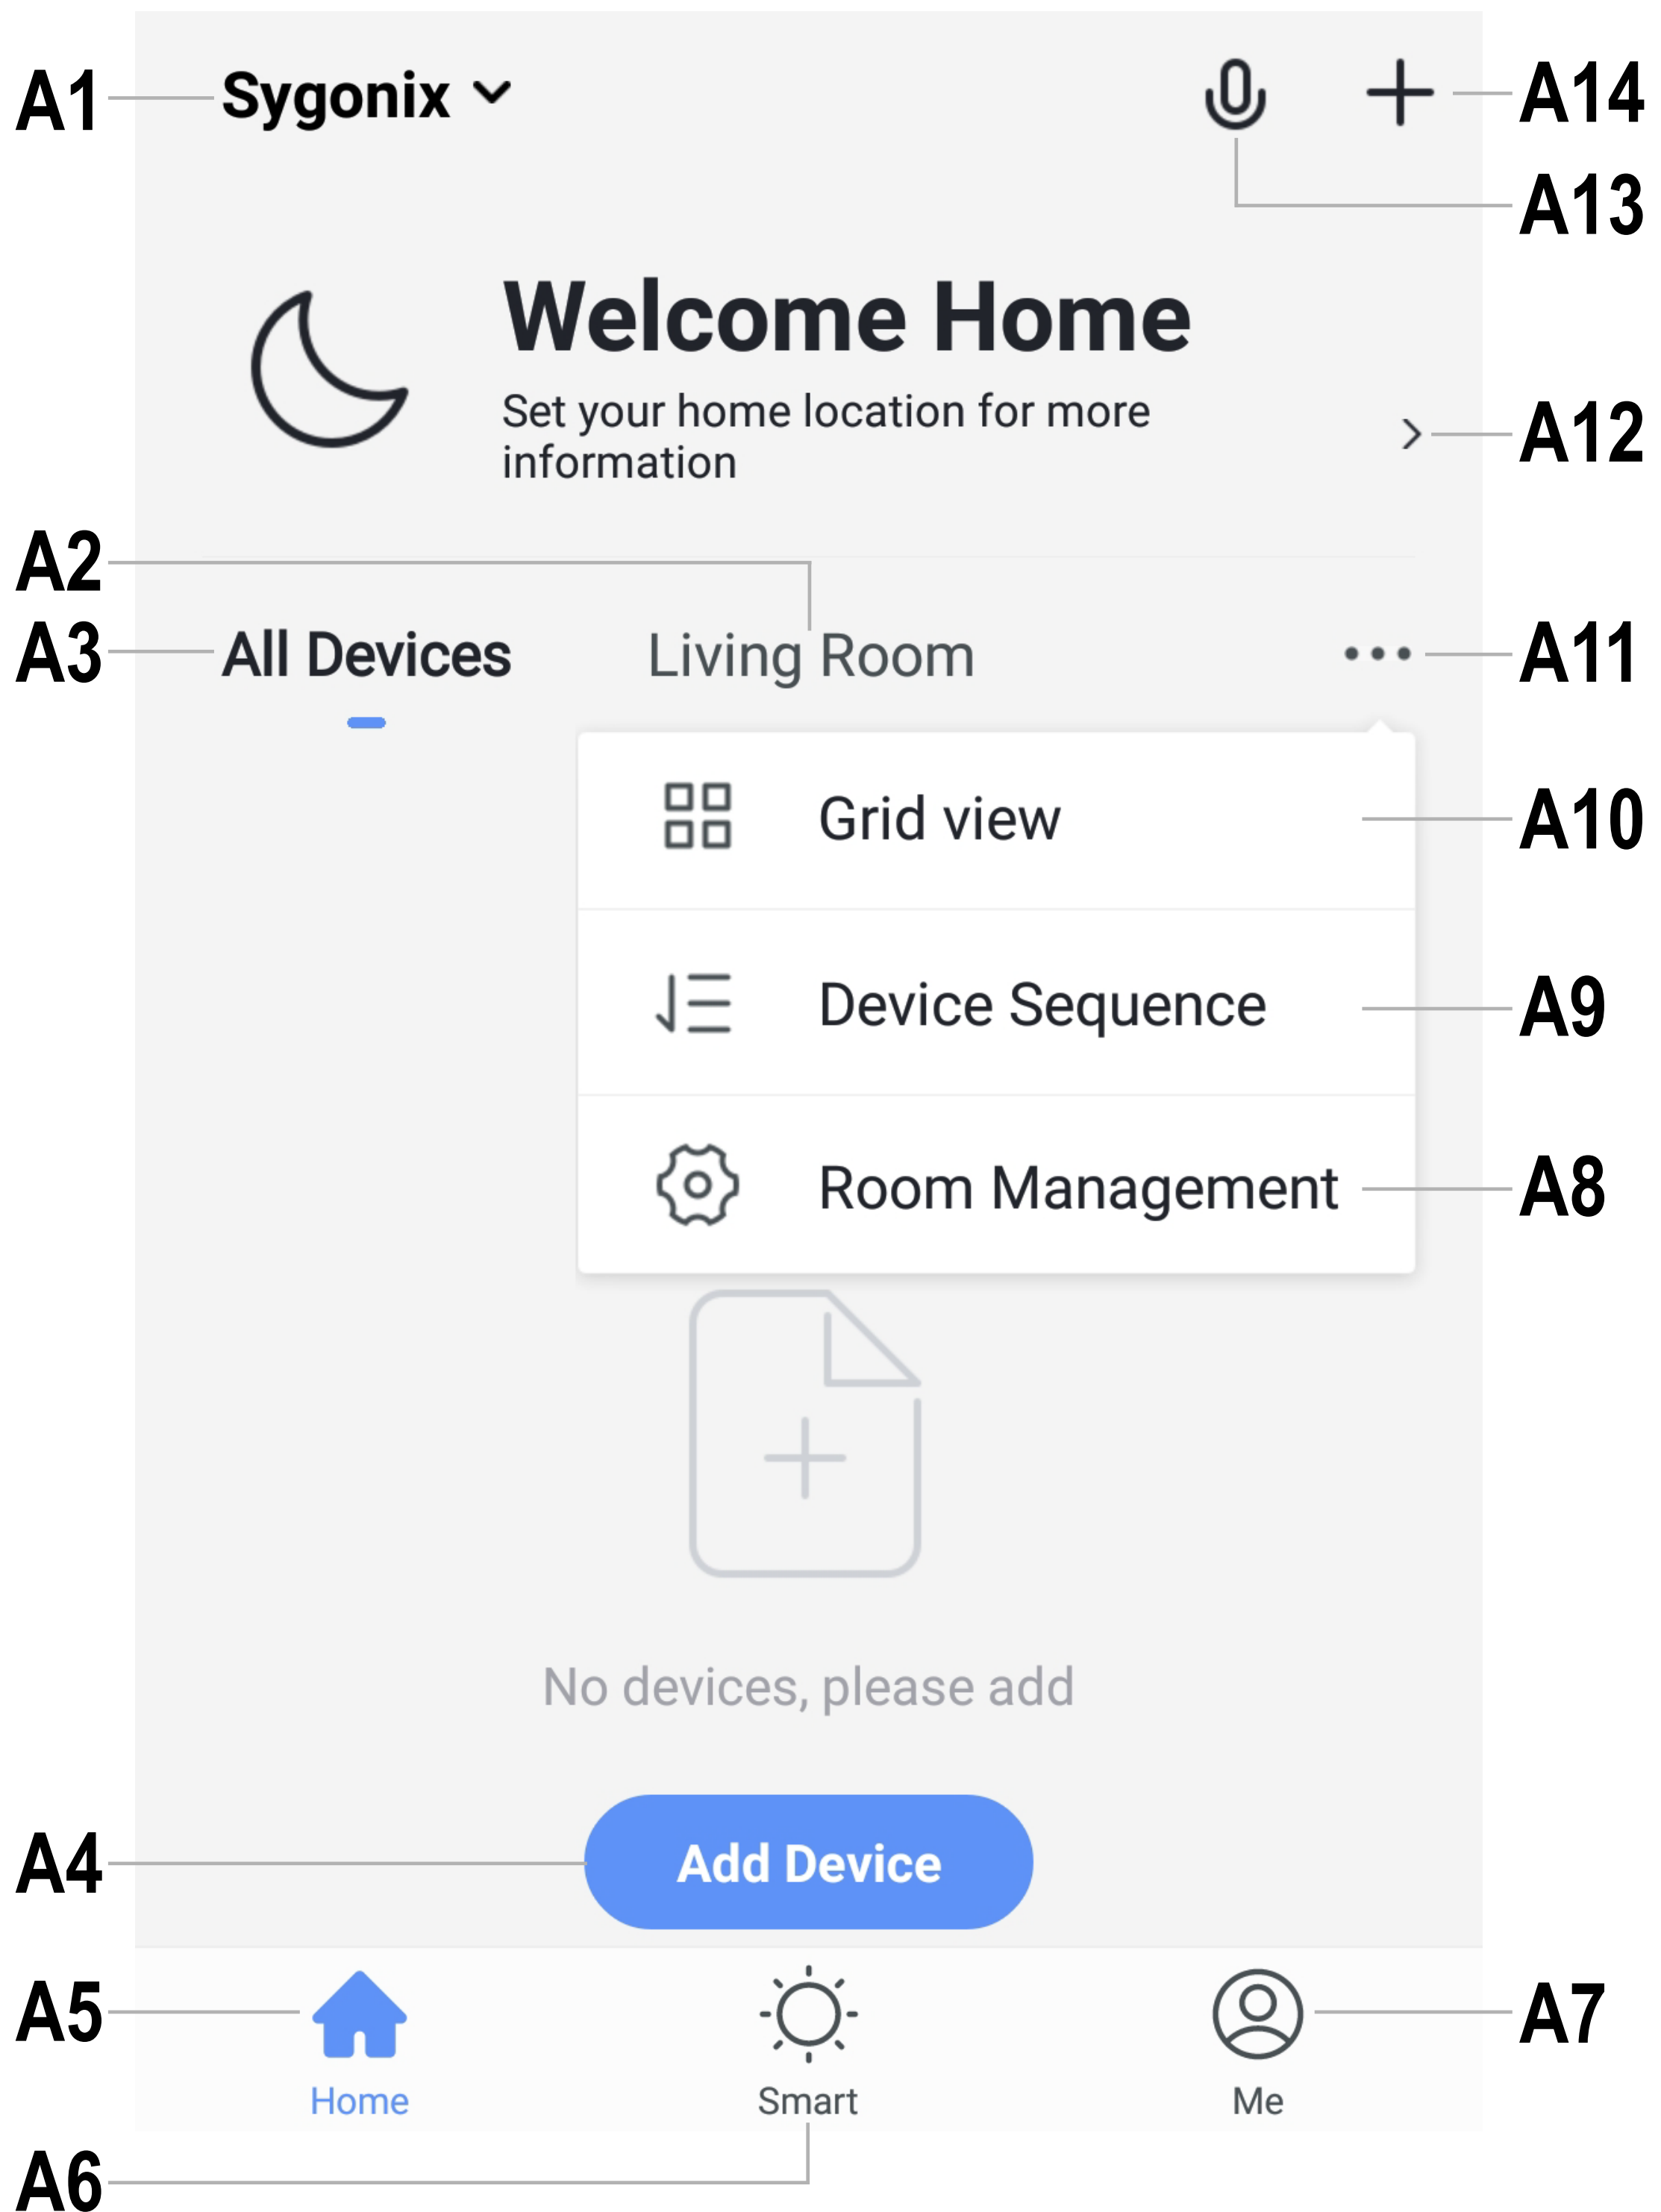 A1 Sygonix A14
A13
Welcome Home
Set your home location for more
information
A12
A2
A3 All Devices Living Room A11
Grid view A10
Device Sequence A9
Room Management A8
No devices, please add
A4 Add Device
A5 A7
Home Smart Me
A6